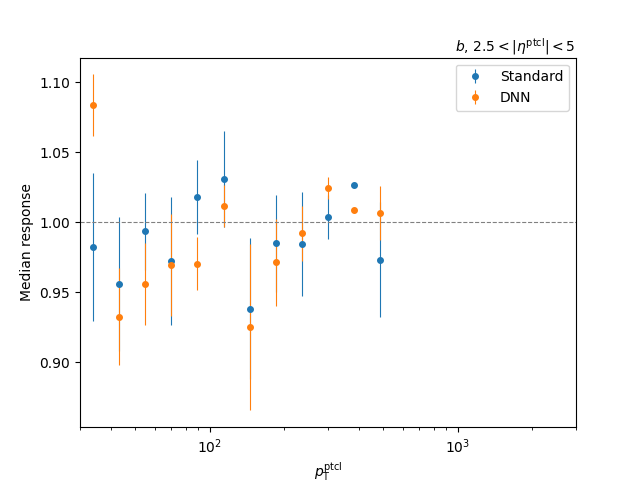 b, 2.5 < |η^ptcl| < 5
Standard
DNN
1.10
1.05
1.00
0.95
0.90
Median response
10^2
10^3
p_T^ptcl